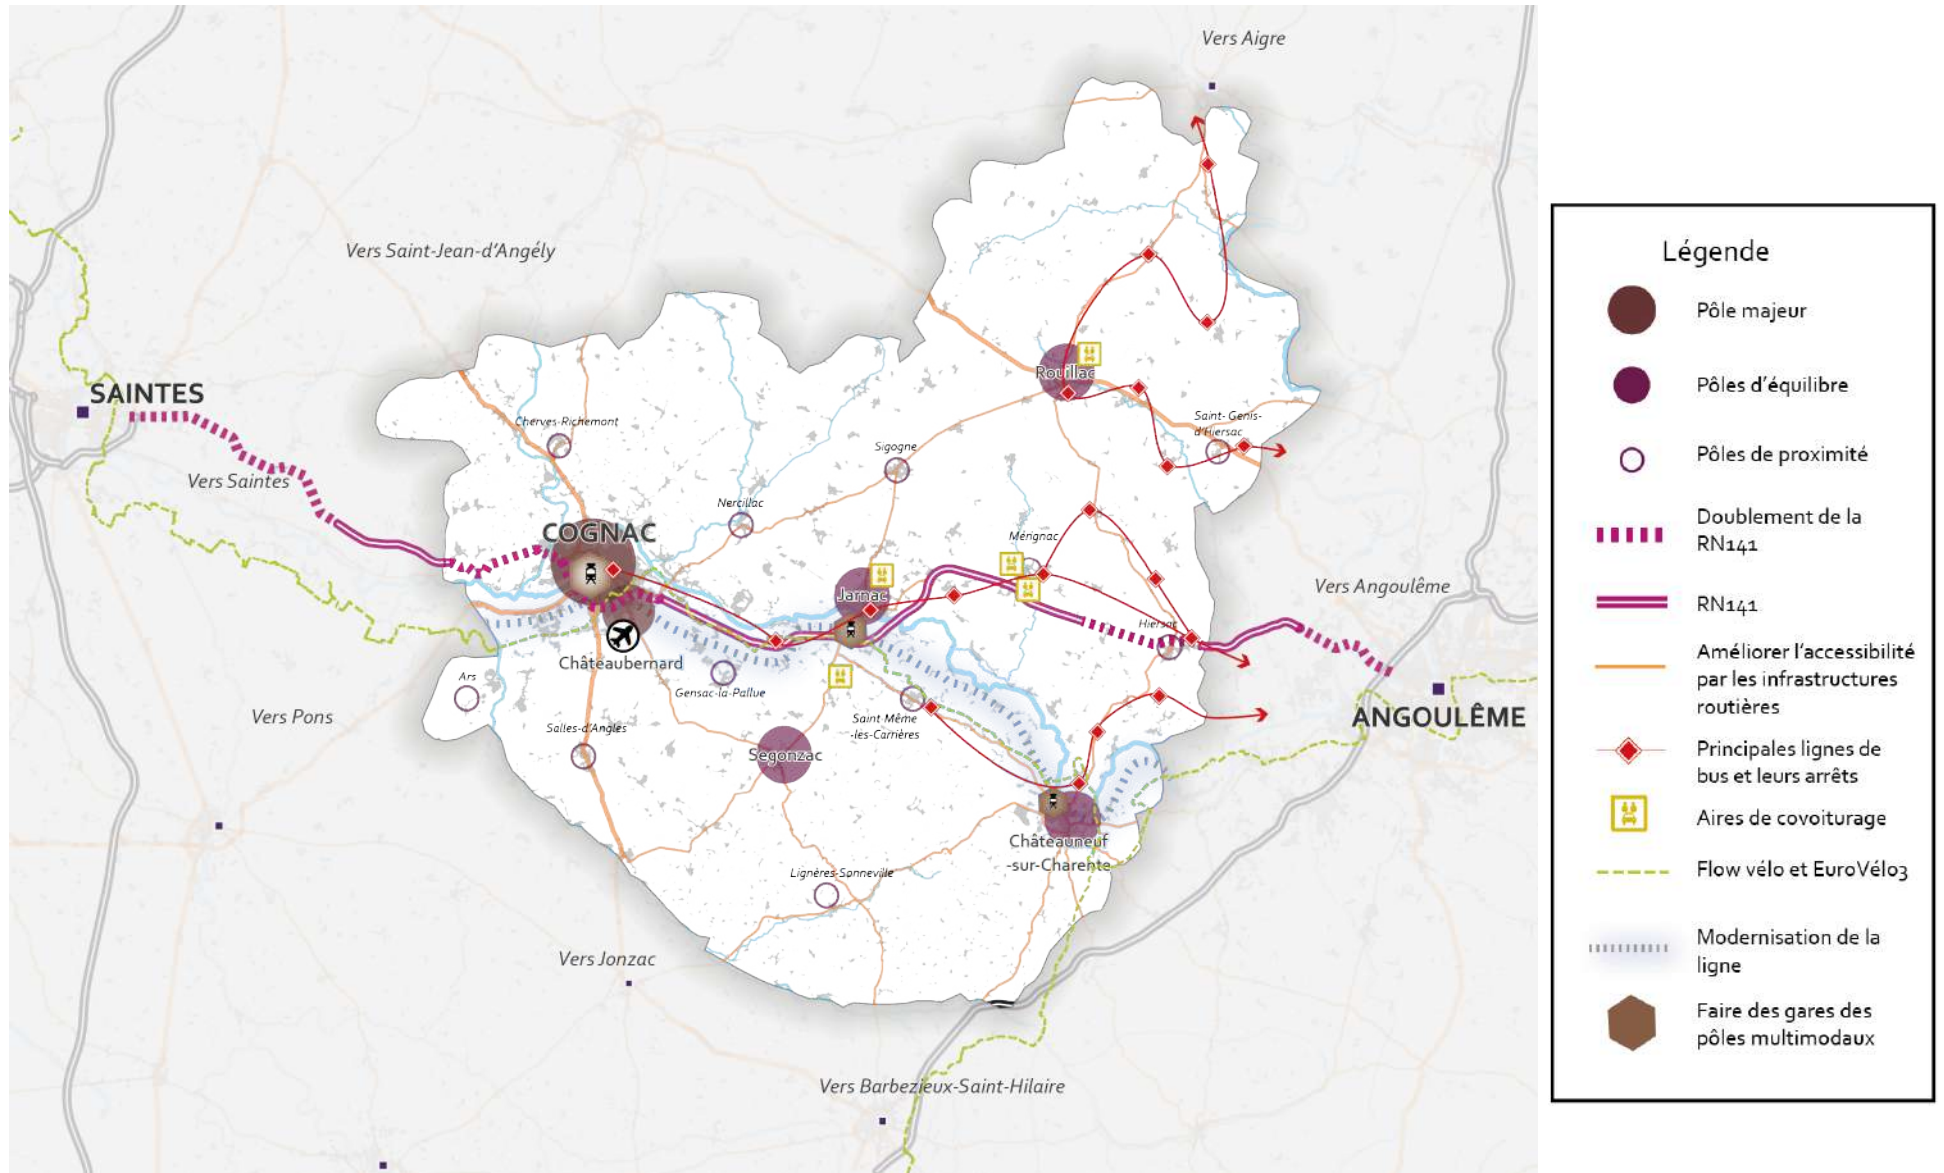 Vers Aigre
Vers Saint-Jean-d'Angély
SAINTES
Vers Saintes
Rouillac
Saint- Genis-
d'Hiersac
Cherves-Richemont
Sigogne
Nercillac
COGNAC
Mérignac
Jarnac
Vers Angoulême
Hiersac
Châteaubernard
Gensac-la-Pallue
Ars
Vers Pons
Salles-d'Angles
Saint-Même
-les-Carrières
Segonzac
ANGOULÊME
Châteauneuf
-sur-Charente
Lignères-Sonneville
Vers Jonzac
Vers Barbezieux-Saint-Hilaire
Légende
Pôle majeur
Pôles d'équilibre
Pôles de proximité
Doublement de la
RN141
RN141
Améliorer l'accessibilité
par les infrastructures
routières
Principales lignes de
bus et leurs arrêts
Aires de covoiturage
Flow vélo et EuroVélo3
Modernisation de la
ligne
Faire des gares des
pôles multimodaux